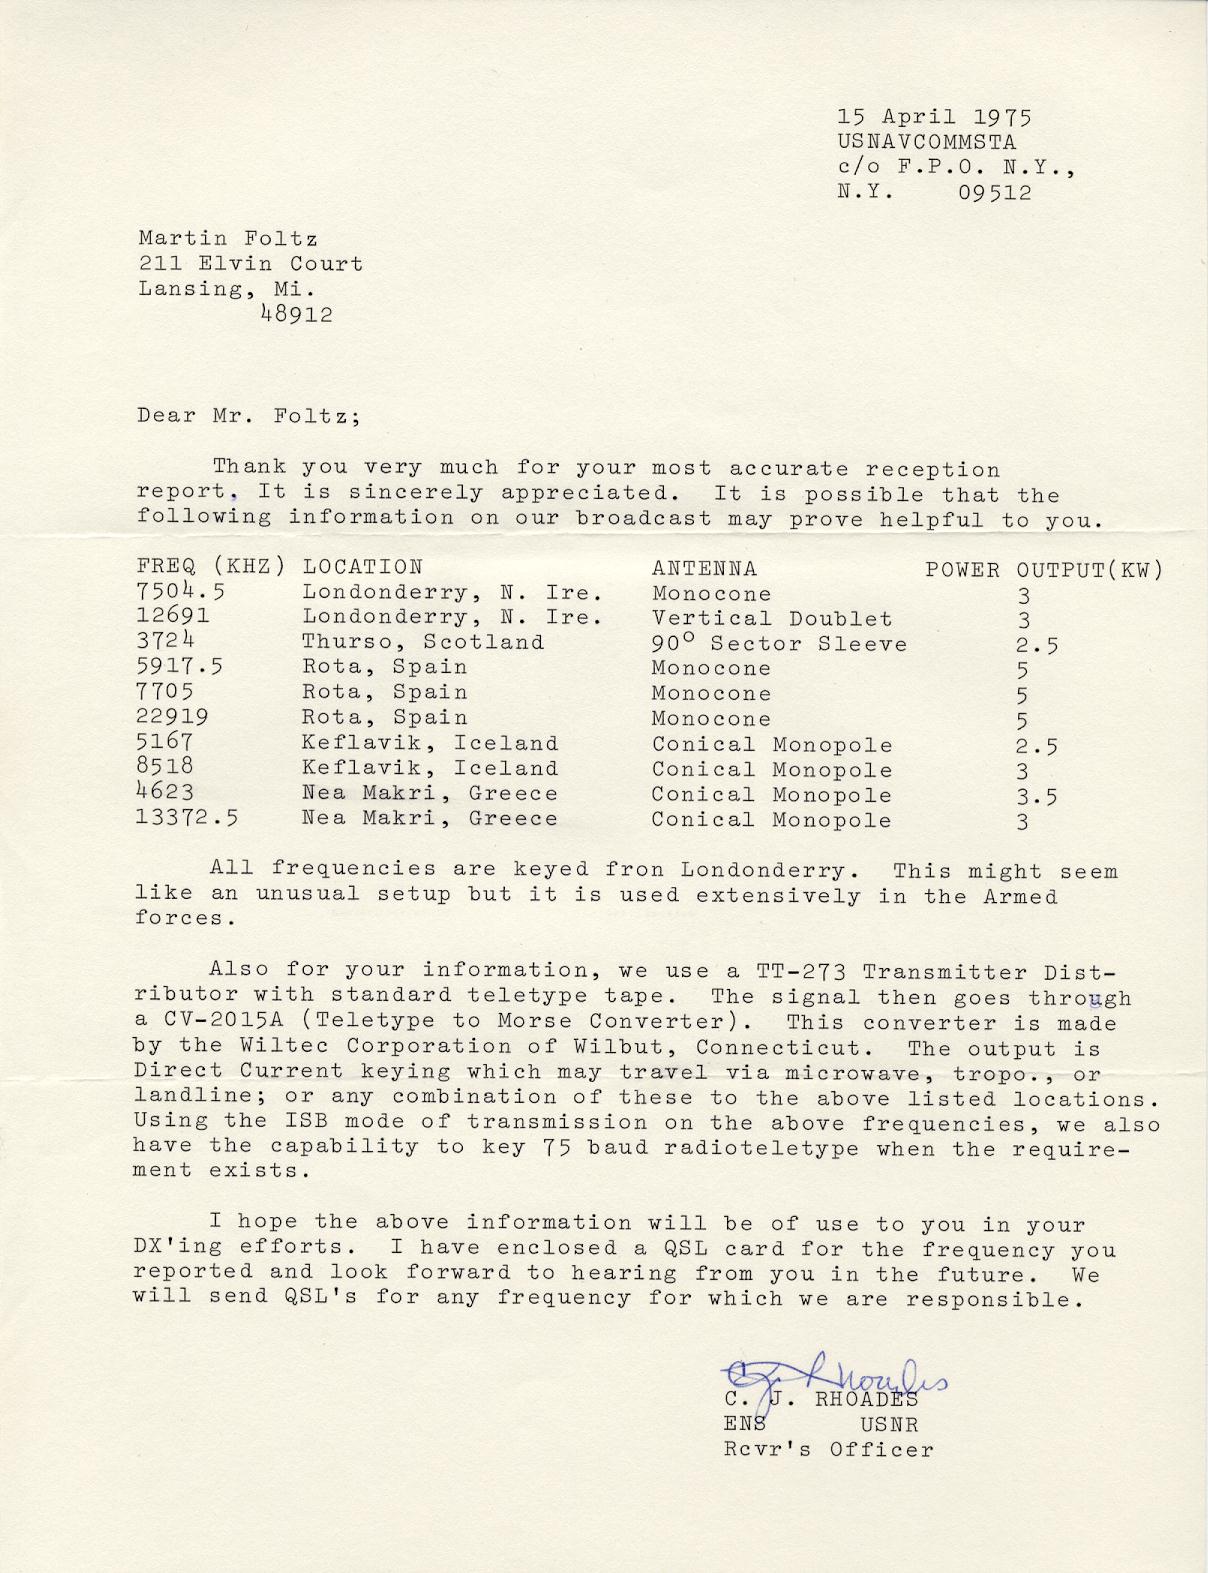 15 April 1975
USNAVCOMMSTA
c/o F.P.O. N.Y.,
N.Y.    09512
Martin Foltz
211 Elvin Court
Lansing, Mi.
48912
Dear Mr. Foltz;
Thank you very much for your most accurate reception
report. It is sincerely appreciated.  It is possible that the
following information on our broadcast may prove helpful to you.
FREQ (KHZ) LOCATION ANTENNA POWER OUTPUT(KW)
7504.5 Londonderry, N. Ire. Monocone 3
12691 Londonderry, N. Ire. Vertical Doublet 3
3724 Thurso, Scotland 90° Sector Sleeve 2.5
5917.5 Rota, Spain Monocone 5
7705 Rota, Spain Monocone 5
22919 Rota, Spain Monocone 5
5167 Keflavik, Iceland Conical Monopole 2.5
8518 Keflavik, Iceland Conical Monopole 3
4623 Nea Makri, Greece Conical Monopole 3.5
13372.5 Nea Makri, Greece Conical Monopole 3
All frequencies are keyed fron Londonderry.  This might seem
like an unusual setup but it is used extensively in the Armed
forces.
Also for your information, we use a TT-273 Transmitter Dist-
ributor with standard teletype tape.  The signal then goes through
a CV-2015A (Teletype to Morse Converter).  This converter is made
by the Wiltec Corporation of Wilbut, Connecticut.  The output is
Direct Current keying which may travel via microwave, tropo., or
landline; or any combination of these to the above listed locations.
Using the ISB mode of transmission on the above frequencies, we also
have the capability to key 75 baud radioteletype when the require-
ment exists.
I hope the above information will be of use to you in your
DX'ing efforts.  I have enclosed a QSL card for the frequency you
reported and look forward to hearing from you in the future.  We
will send QSL's for any frequency for which we are responsible.
C J Rhoades
C. J. RHOADES
ENS      USNR
Rcvr's Officer